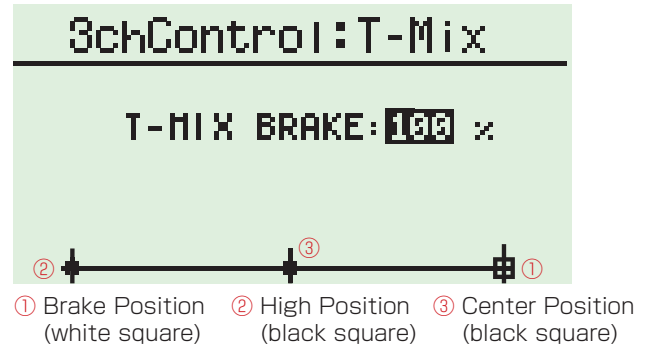 3chControl:T-Mix
T-MIX BRAKE:100 %
③
② ①
① Brake Position ② High Position ③ Center Position
(white square) (black square) (black square)